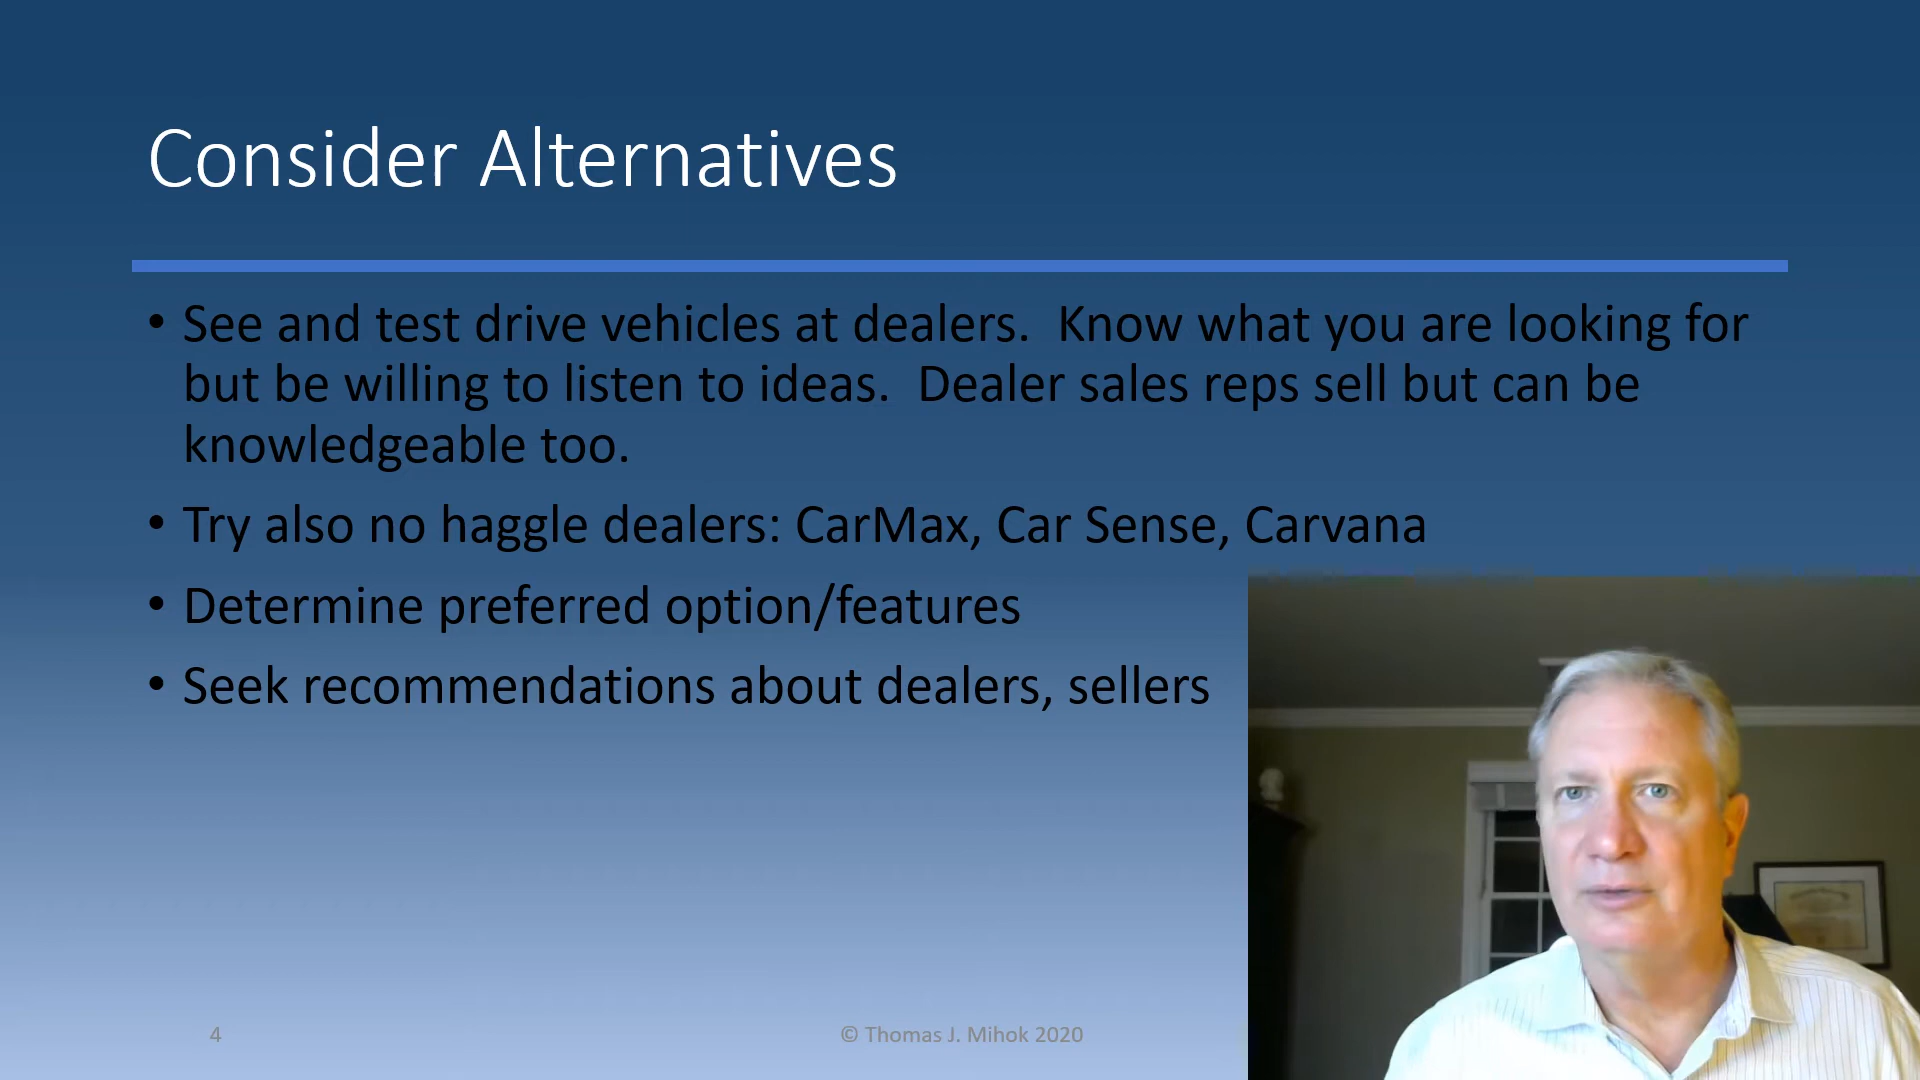 Consider Alternatives
• See and test drive vehicles at dealers.  Know what you are looking for
but be willing to listen to ideas.  Dealer sales reps sell but can be
knowledgeable too.
• Try also no haggle dealers: CarMax, Car Sense, Carvana
• Determine preferred option/features
• Seek recommendations about dealers, sellers
4
© Thomas J. Mihok 2020